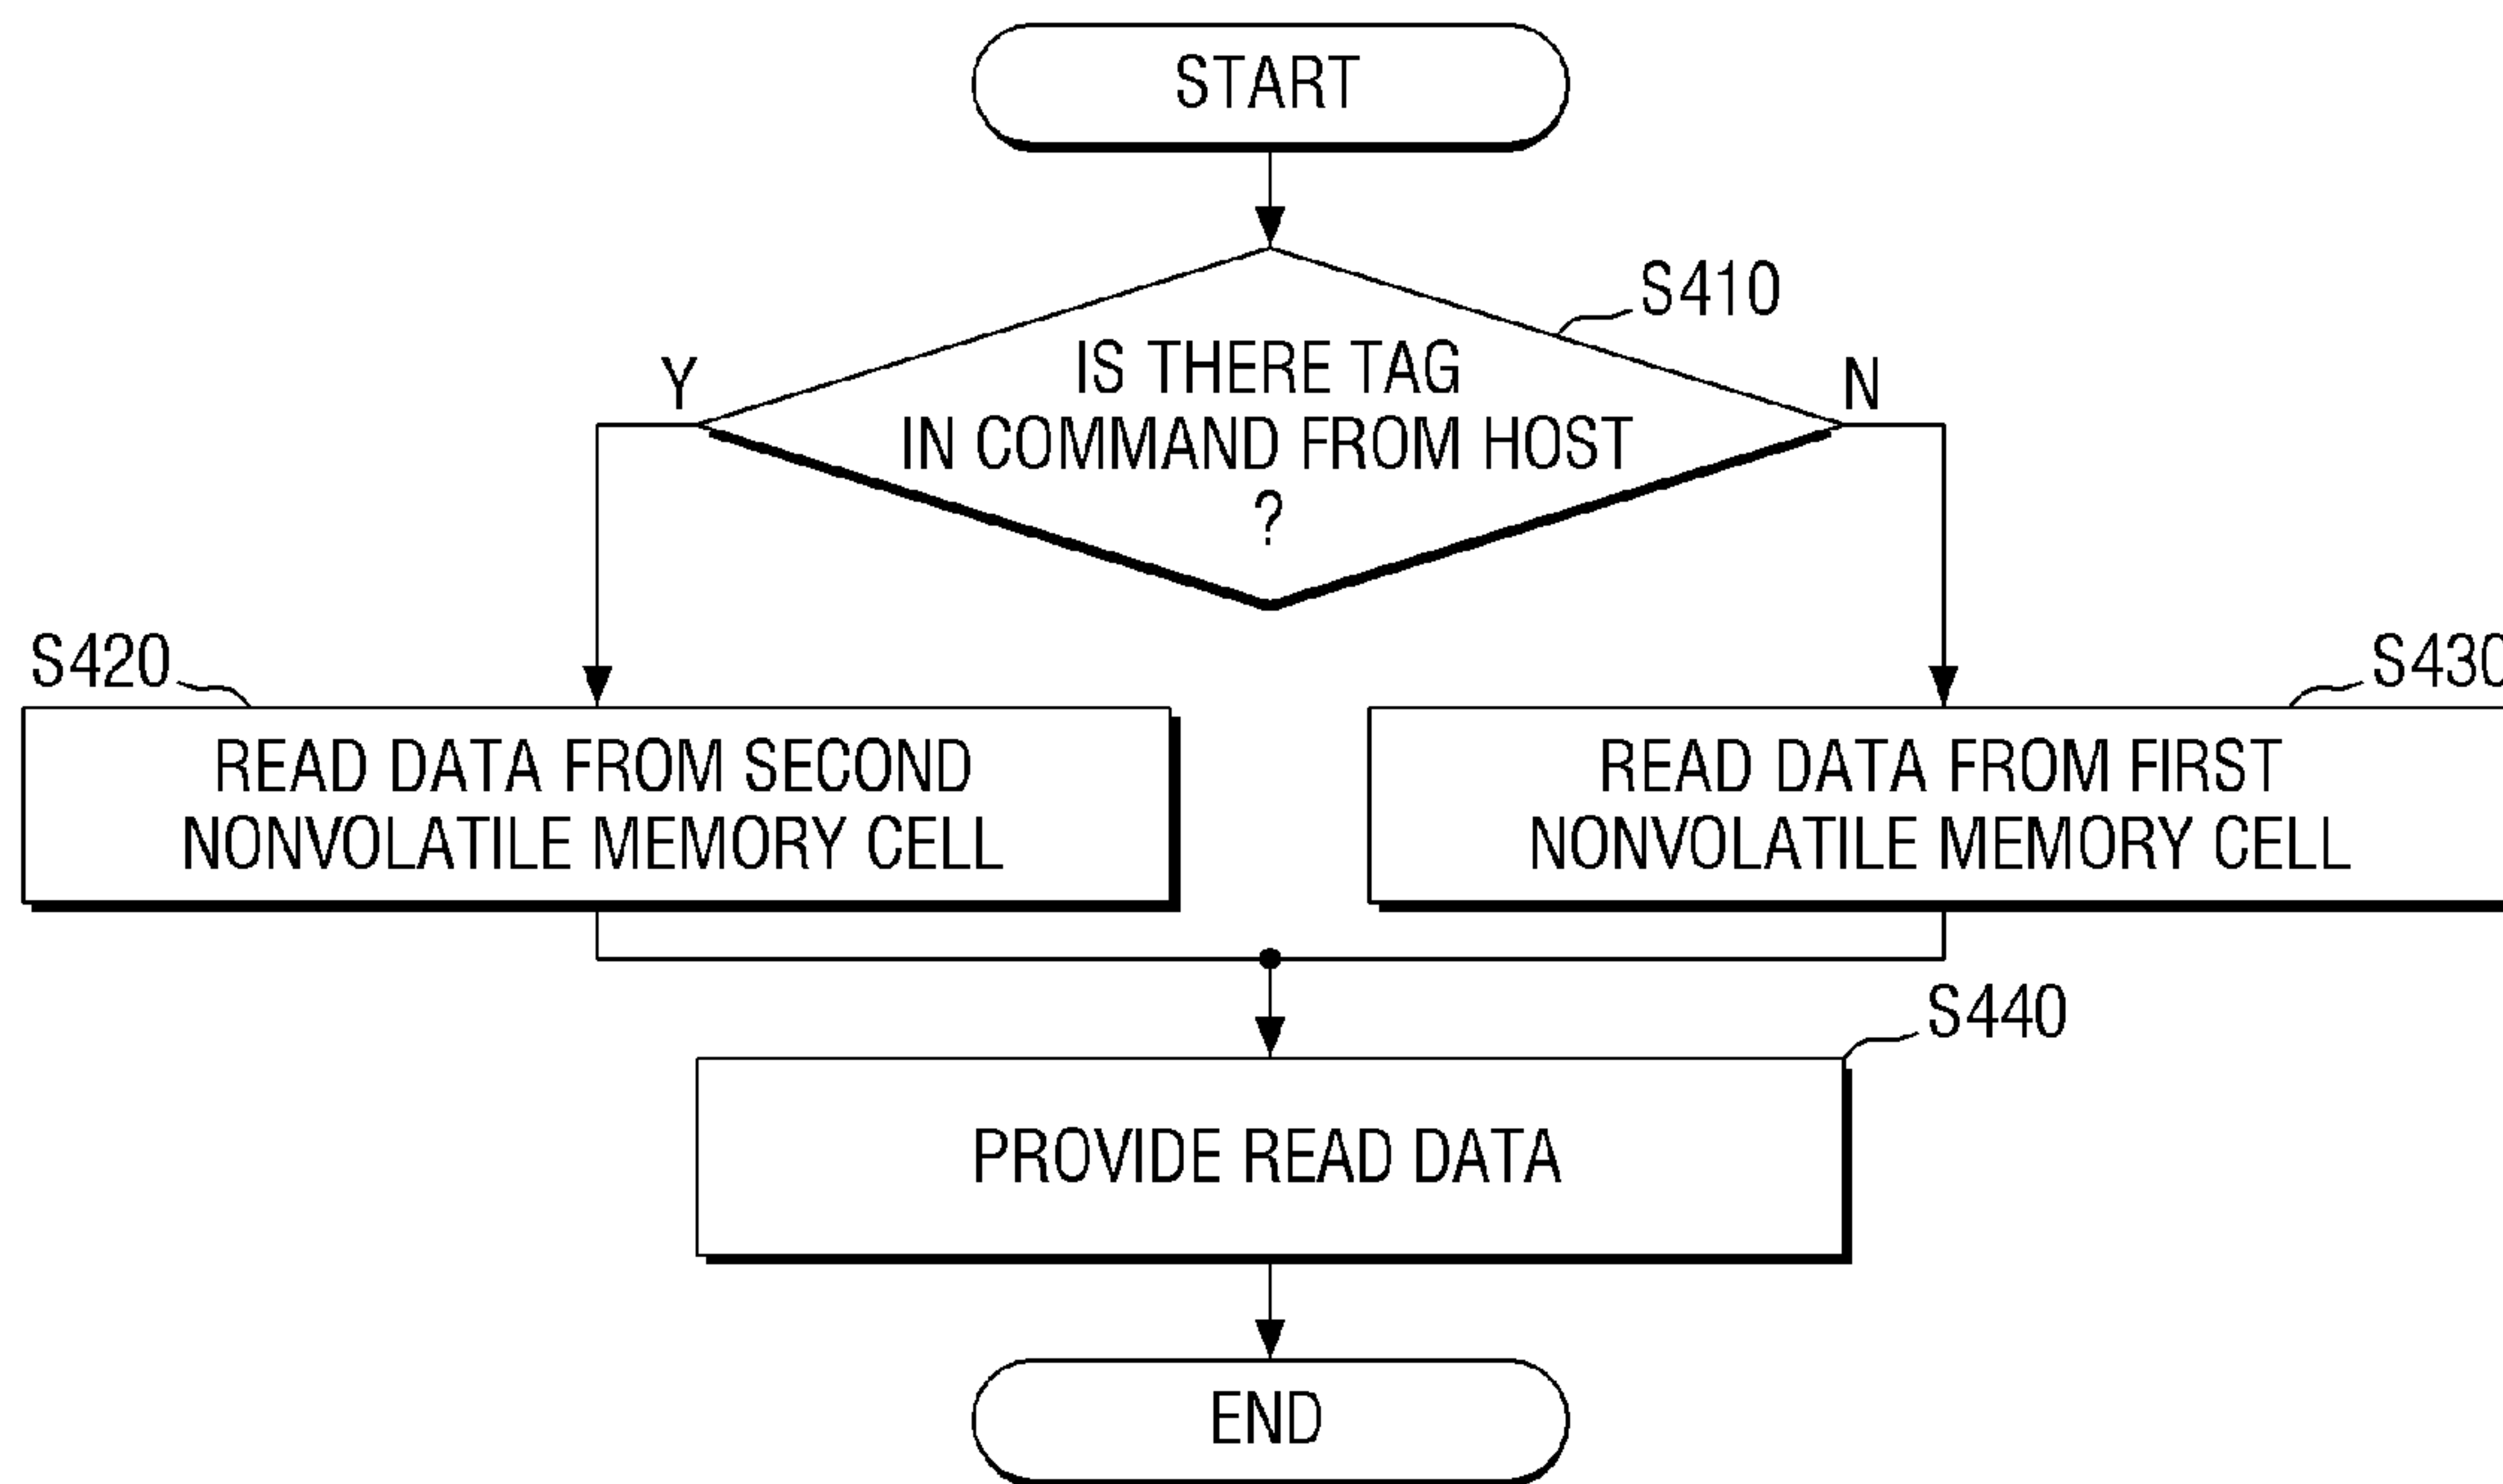 START
S410
IS THERE TAG
IN COMMAND FROM HOST
?
Y
N
S420
S430
READ DATA FROM SECOND
NONVOLATILE MEMORY CELL
READ DATA FROM FIRST
NONVOLATILE MEMORY CELL
S440
PROVIDE READ DATA
END